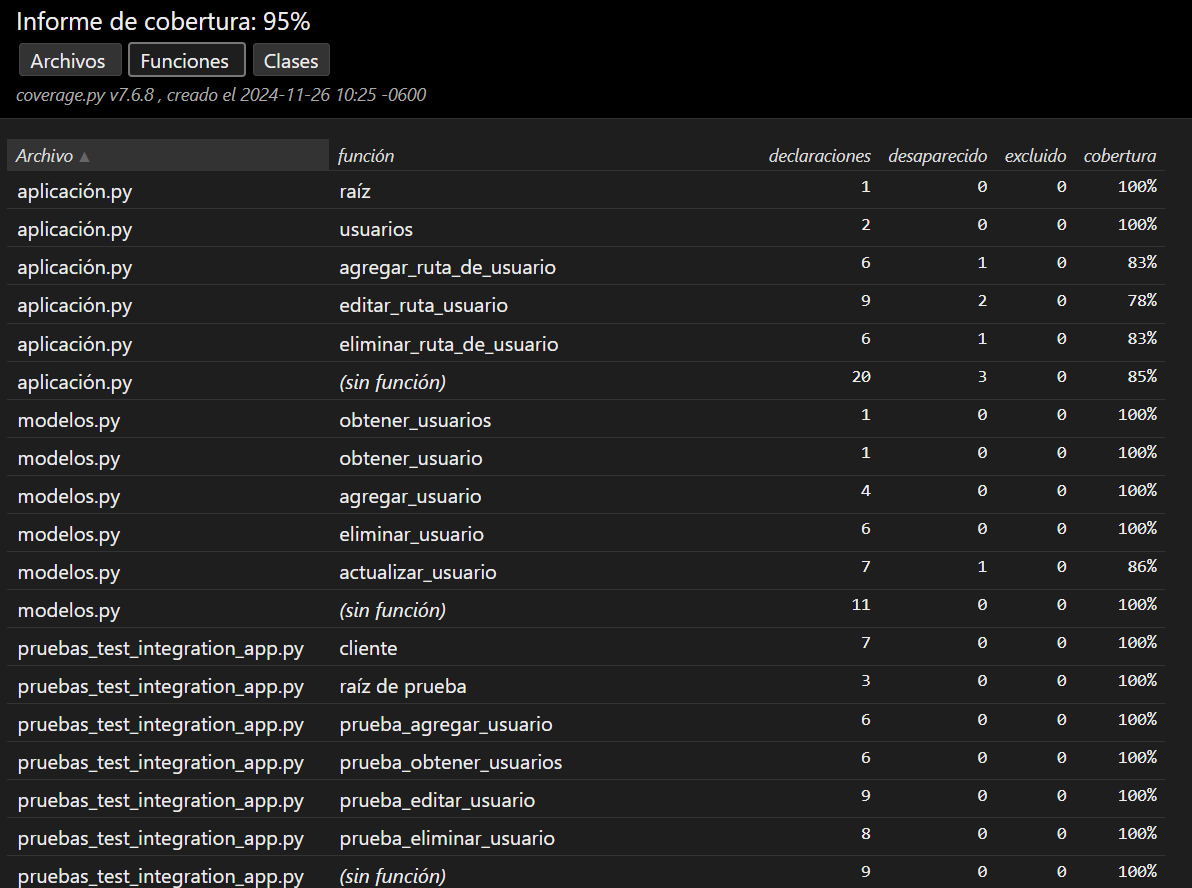 Informe de cobertura: 95%
Archivos Funciones Clases
coverage.py v7.6.8 , creado el 2024-11-26 10:25 -0600
Archivo ▲ función declaraciones desaparecido excluido cobertura
aplicación.py raíz 1 0 0 100%
aplicación.py usuarios 2 0 0 100%
aplicación.py agregar_ruta_de_usuario 6 1 0 83%
aplicación.py editar_ruta_usuario 9 2 0 78%
aplicación.py eliminar_ruta_de_usuario 6 1 0 83%
aplicación.py (sin función) 20 3 0 85%
modelos.py obtener_usuarios 1 0 0 100%
modelos.py obtener_usuario 1 0 0 100%
modelos.py agregar_usuario 4 0 0 100%
modelos.py eliminar_usuario 6 0 0 100%
modelos.py actualizar_usuario 7 1 0 86%
modelos.py (sin función) 11 0 0 100%
pruebas_test_integration_app.py cliente 7 0 0 100%
pruebas_test_integration_app.py raíz de prueba 3 0 0 100%
pruebas_test_integration_app.py prueba_agregar_usuario 6 0 0 100%
pruebas_test_integration_app.py prueba_obtener_usuarios 6 0 0 100%
pruebas_test_integration_app.py prueba_editar_usuario 9 0 0 100%
pruebas_test_integration_app.py prueba_eliminar_usuario 8 0 0 100%
pruebas_test_integration_app.py (sin función) 9 0 0 100%